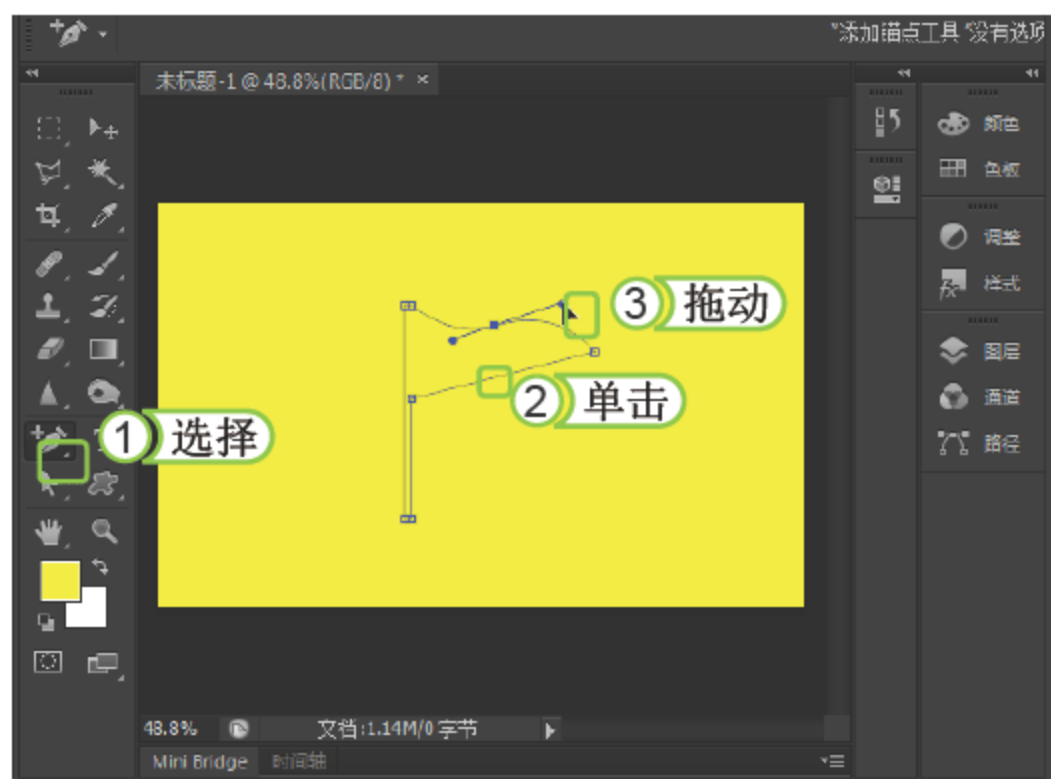 "添加锚点工具"没有选项
未标题-1 @ 48.8%(RGB/8) * ×
颜色
色板
调整
样式
③ 拖动
图层
② 单击
通道
① 选择
路径
48.8%
文档:1.14M/0 字节
Mini Bridge
时间轴